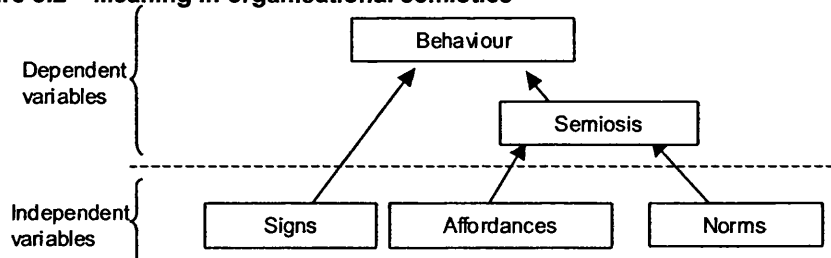 Meaning in organisational semiotics
Behaviour
Dependent
variables
Semiosis
Independent
variables
Signs
Affordances
Norms